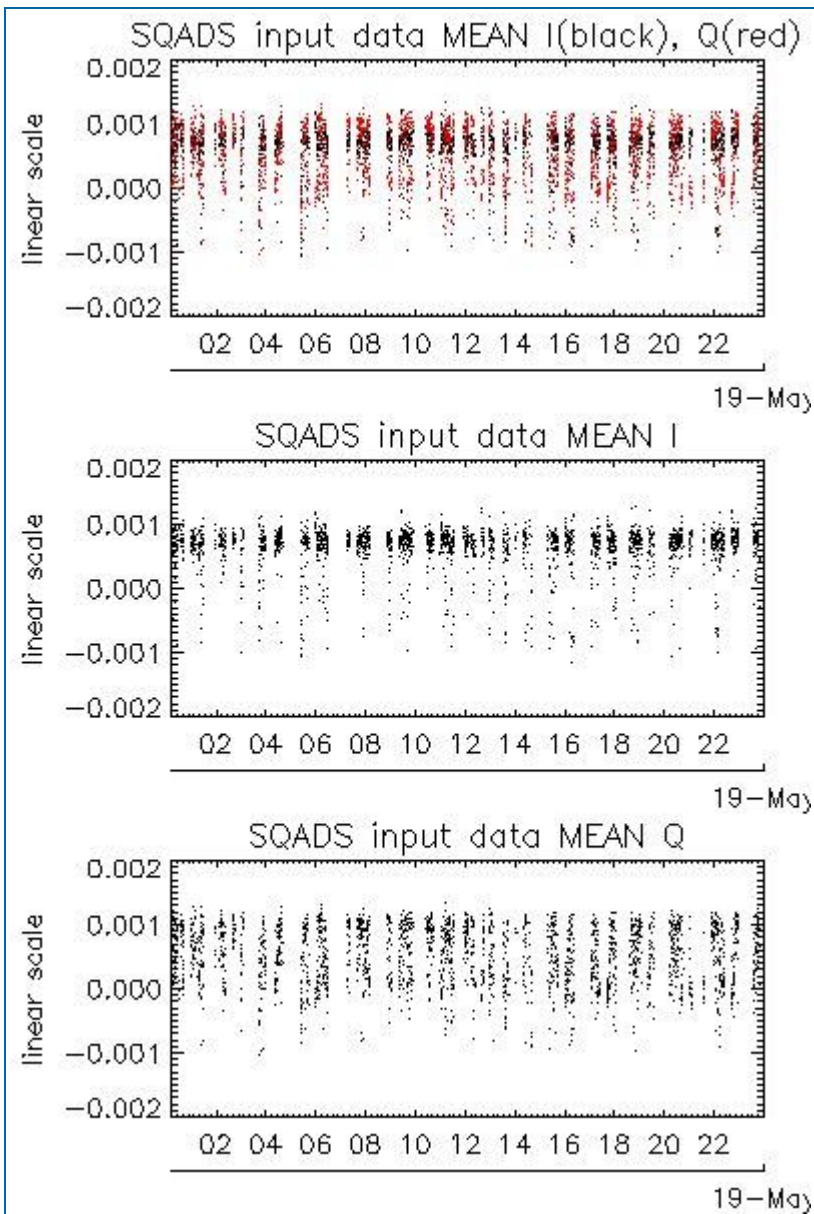 SQADS input data MEAN I(black), Q(red)
0.002
0.001
0.000
−0.001
−0.002
linear scale
02 04 06 08 10 12 14 16 18 20 22
19-May
SQADS input data MEAN I
0.002
0.001
0.000
−0.001
−0.002
linear scale
02 04 06 08 10 12 14 16 18 20 22
19-May
SQADS input data MEAN Q
0.002
0.001
0.000
−0.001
−0.002
linear scale
02 04 06 08 10 12 14 16 18 20 22
19-May